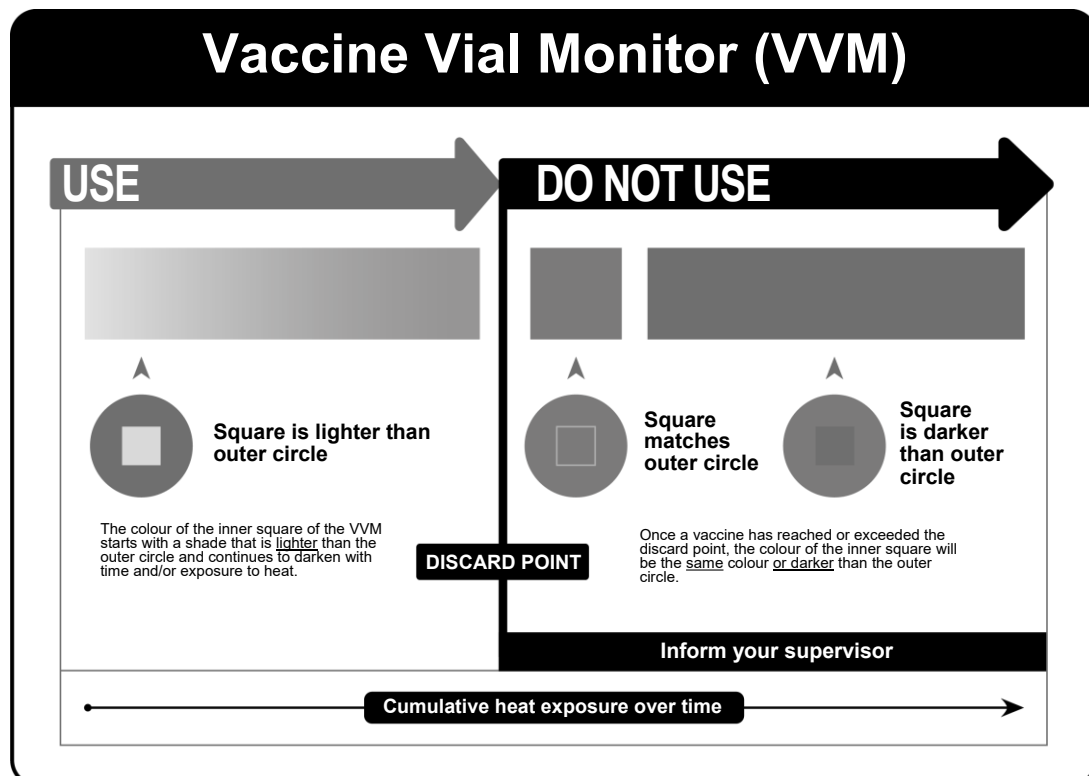 Vaccine Vial Monitor (VVM)
USE
DO NOT USE
Square is lighter than
outer circle
Square
matches
outer circle
Square
is darker
than outer
circle
The colour of the inner square of the VVM
starts with a shade that is lighter than the
outer circle and continues to darken with
time and/or exposure to heat.
DISCARD POINT
Once a vaccine has reached or exceeded the
discard point, the colour of the inner square will
be the same colour or darker than the outer
circle.
Inform your supervisor
Cumulative heat exposure over time